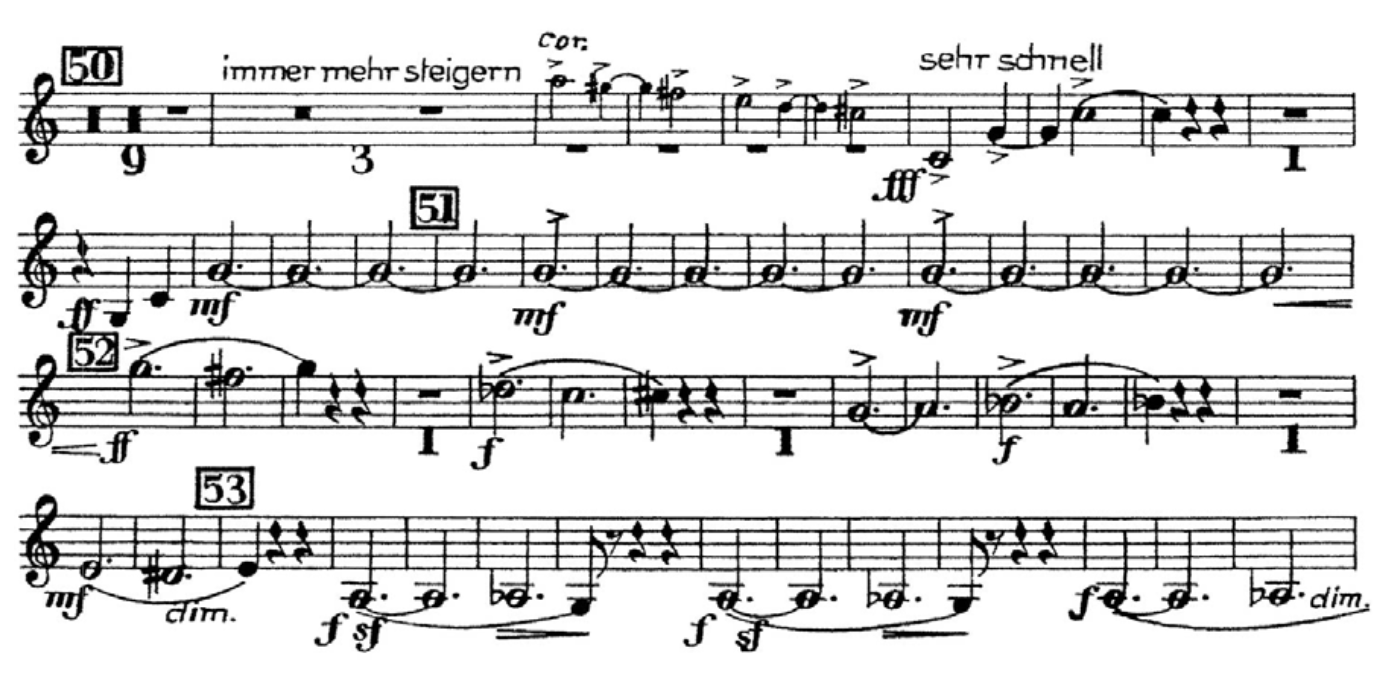 50 immer mehr steigern cor. sehr schnell
9 3 fff 1
51
ff mf mf mf
52
ff 1 f 1 f 1
53
mf dim. f sf f sf f dim.